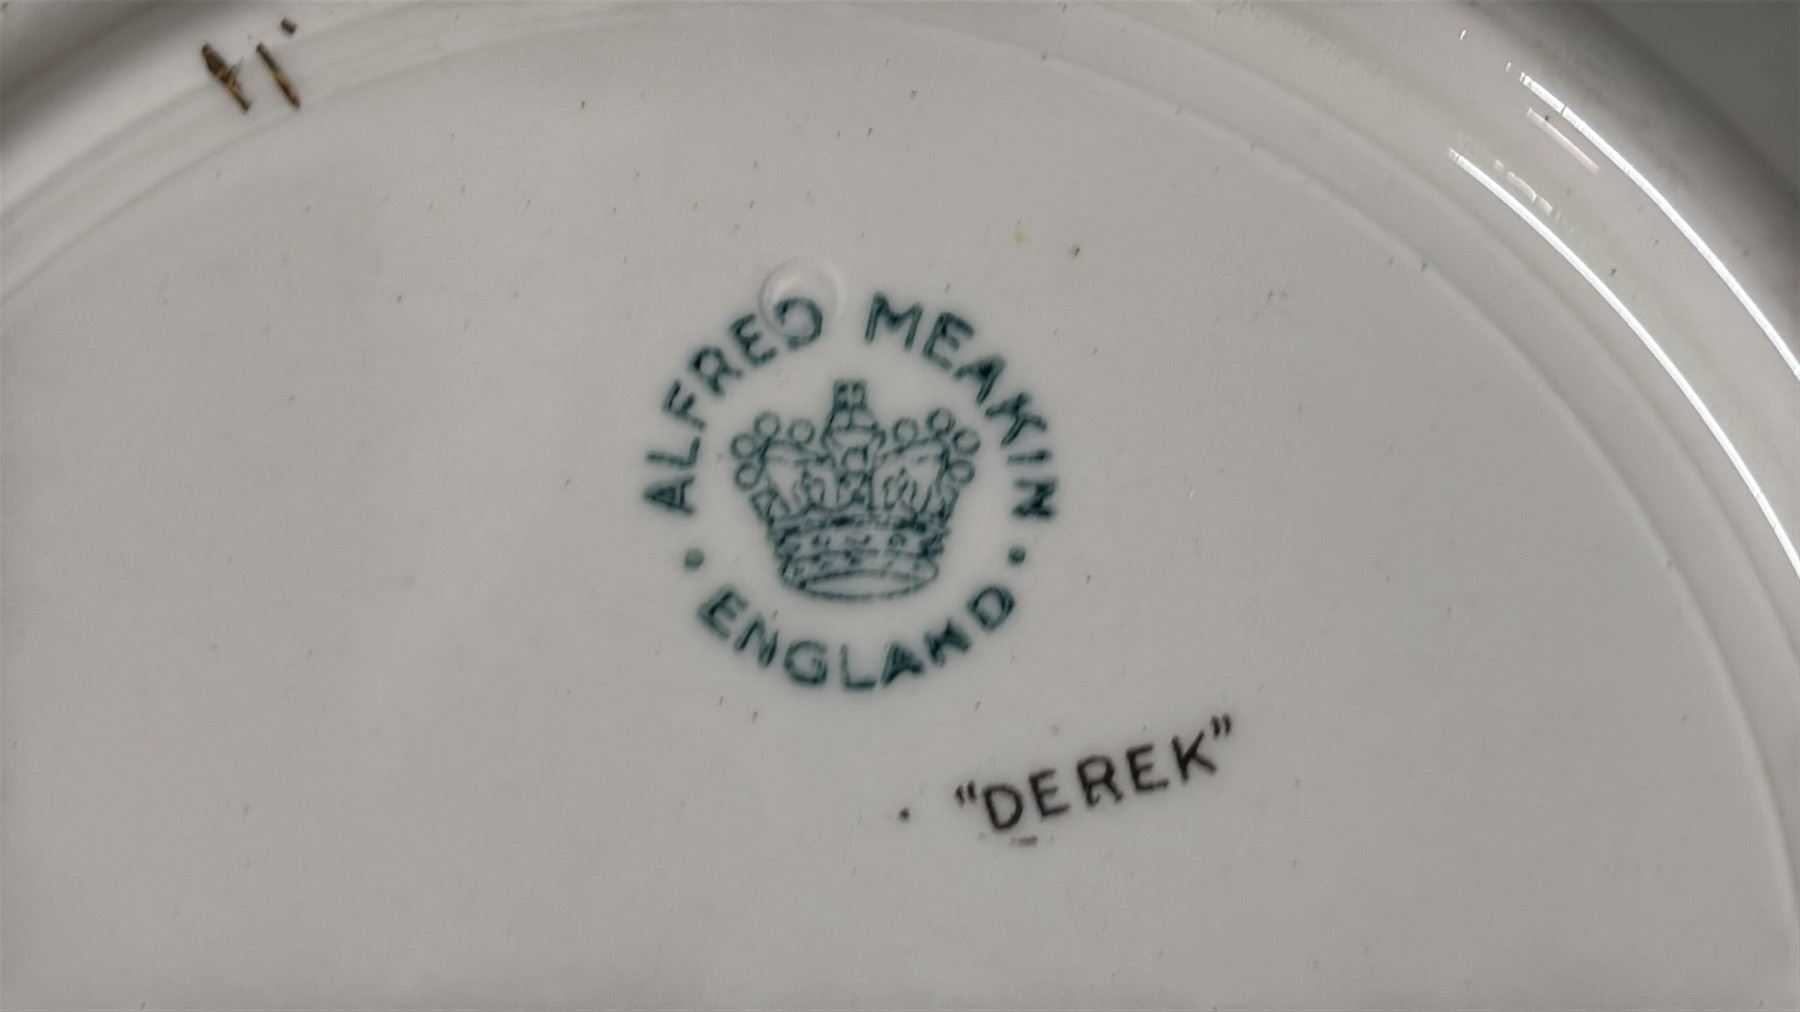 ALFRED MEAKIN
· ENGLAND ·
"DEREK"